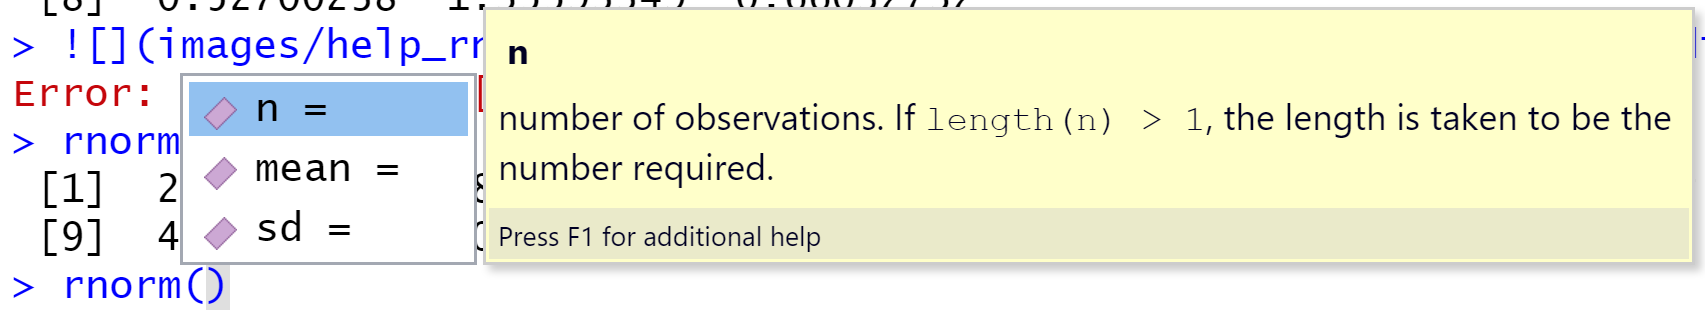 > ![](images/help_rn
Error:
> rnorm
[1] 2
[9] 4
> rnorm()
n =
mean =
sd =
n
number of observations. If length(n) > 1, the length is taken to be the
number required.
Press F1 for additional help